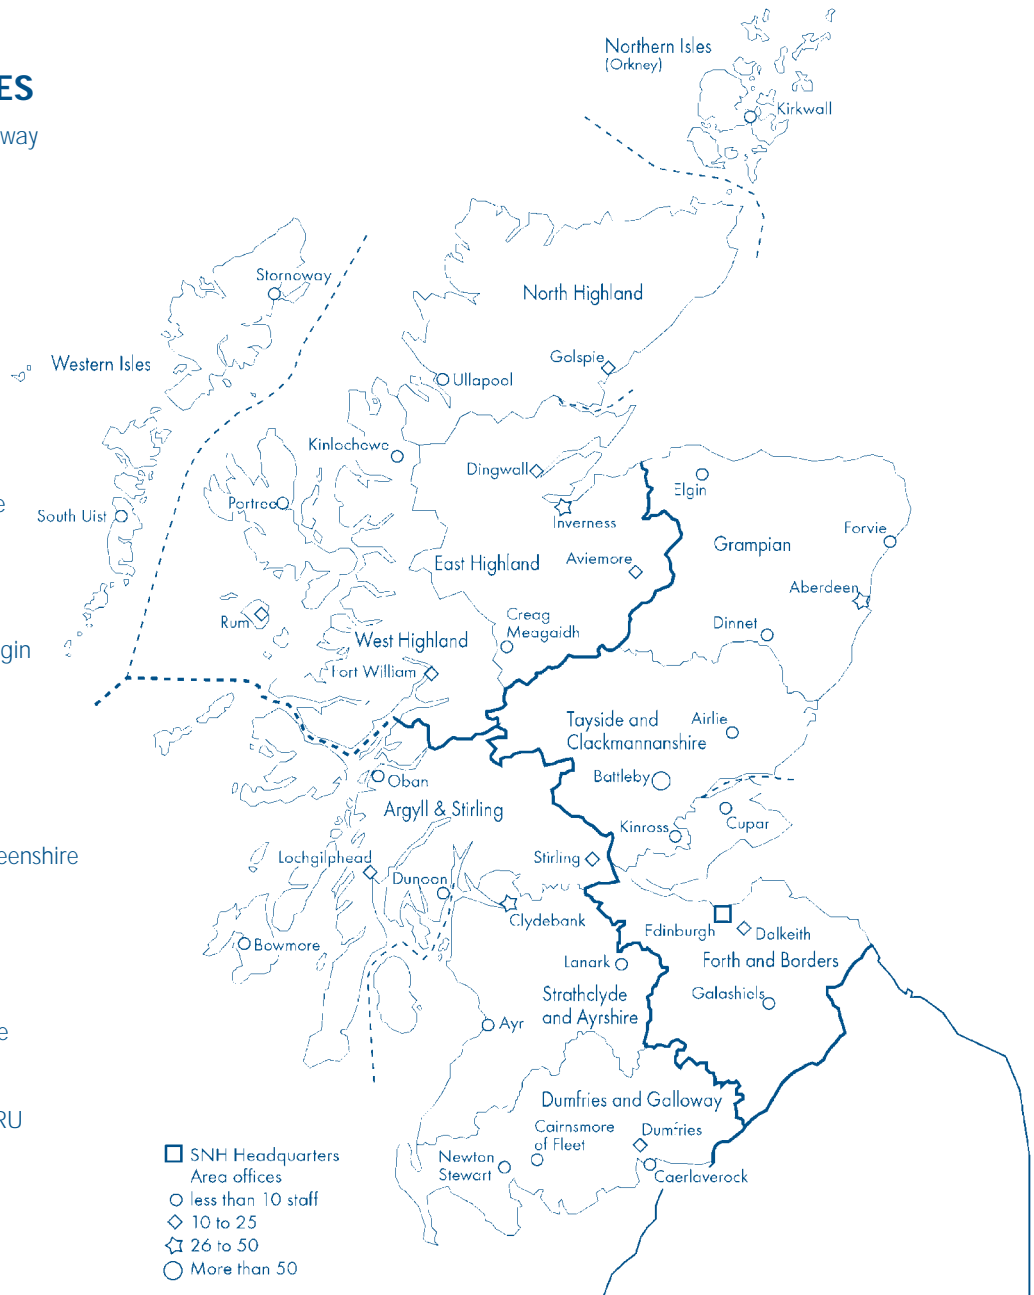 ES
way
e
gin
eenshire
e
RU
Northern Isles
(Orkney)
Kirkwall
Stornoway
North Highland
Western Isles
Golspie
Ullapool
Kinlochewe
Dingwall
Elgin
Portree
South Uist
Inverness
Forvie
Grampian
East Highland
Aviemore
Aberdeen
Creag
Meagaidh
Rum
Dinnet
West Highland
Fort William
Tayside and
Clackmannanshire
Airlie
Battleby
Oban
Argyll & Stirling
Kinross
Cupar
Lochgilphead
Stirling
Dunoon
Clydebank
Edinburgh
Dalkeith
Bowmore
Lanark
Forth and Borders
Strathclyde
and Ayrshire
Galashiels
Ayr
Dumfries and Galloway
Cairnsmore
of Fleet
Dumfries
Newton
Stewart
Caerlaverock
SNH Headquarters
Area offices
less than 10 staff
10 to 25
26 to 50
More than 50